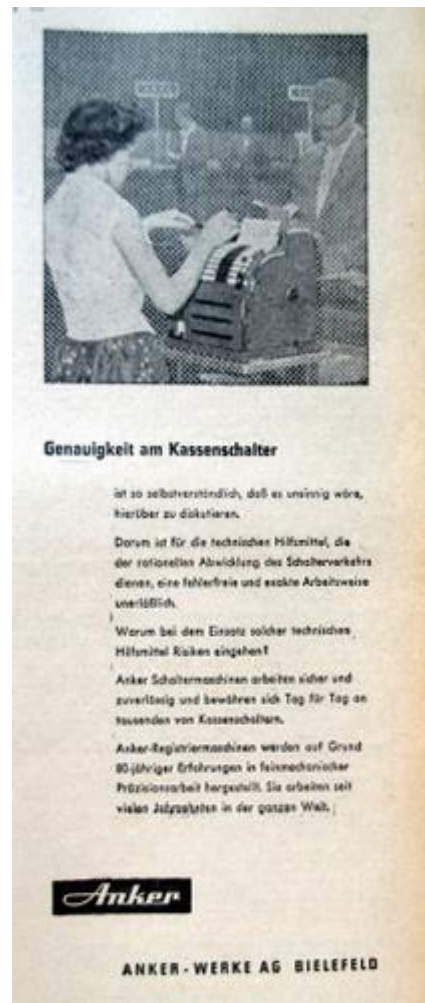 Genauigkeit am Kassenschalter
ist so selbstverständlich, daß es unsinnig wäre,
hierüber zu diskutieren.
Darum ist für die technischen Hilfsmittel, die
der rationellen Abwicklung des Schalterverkehrs
dienen, eine fehlerfreie und exakte Arbeitsweise
unerläßlich.
Warum bei dem Einsatz solcher technischen
Hilfsmittel Risiken eingehen?
Anker Schaltermaschinen arbeiten sicher und
zuverlässig und bewähren sich Tag für Tag an
tausenden von Kassenschaltern.
Anker-Registriermaschinen werden auf Grund
80-jähriger Erfahrungen in feinmechanischer
Präzisionsarbeit hergestellt. Sie arbeiten seit
vielen Jahrzehnten in der ganzen Welt.
Anker
ANKER-WERKE AG BIELEFELD